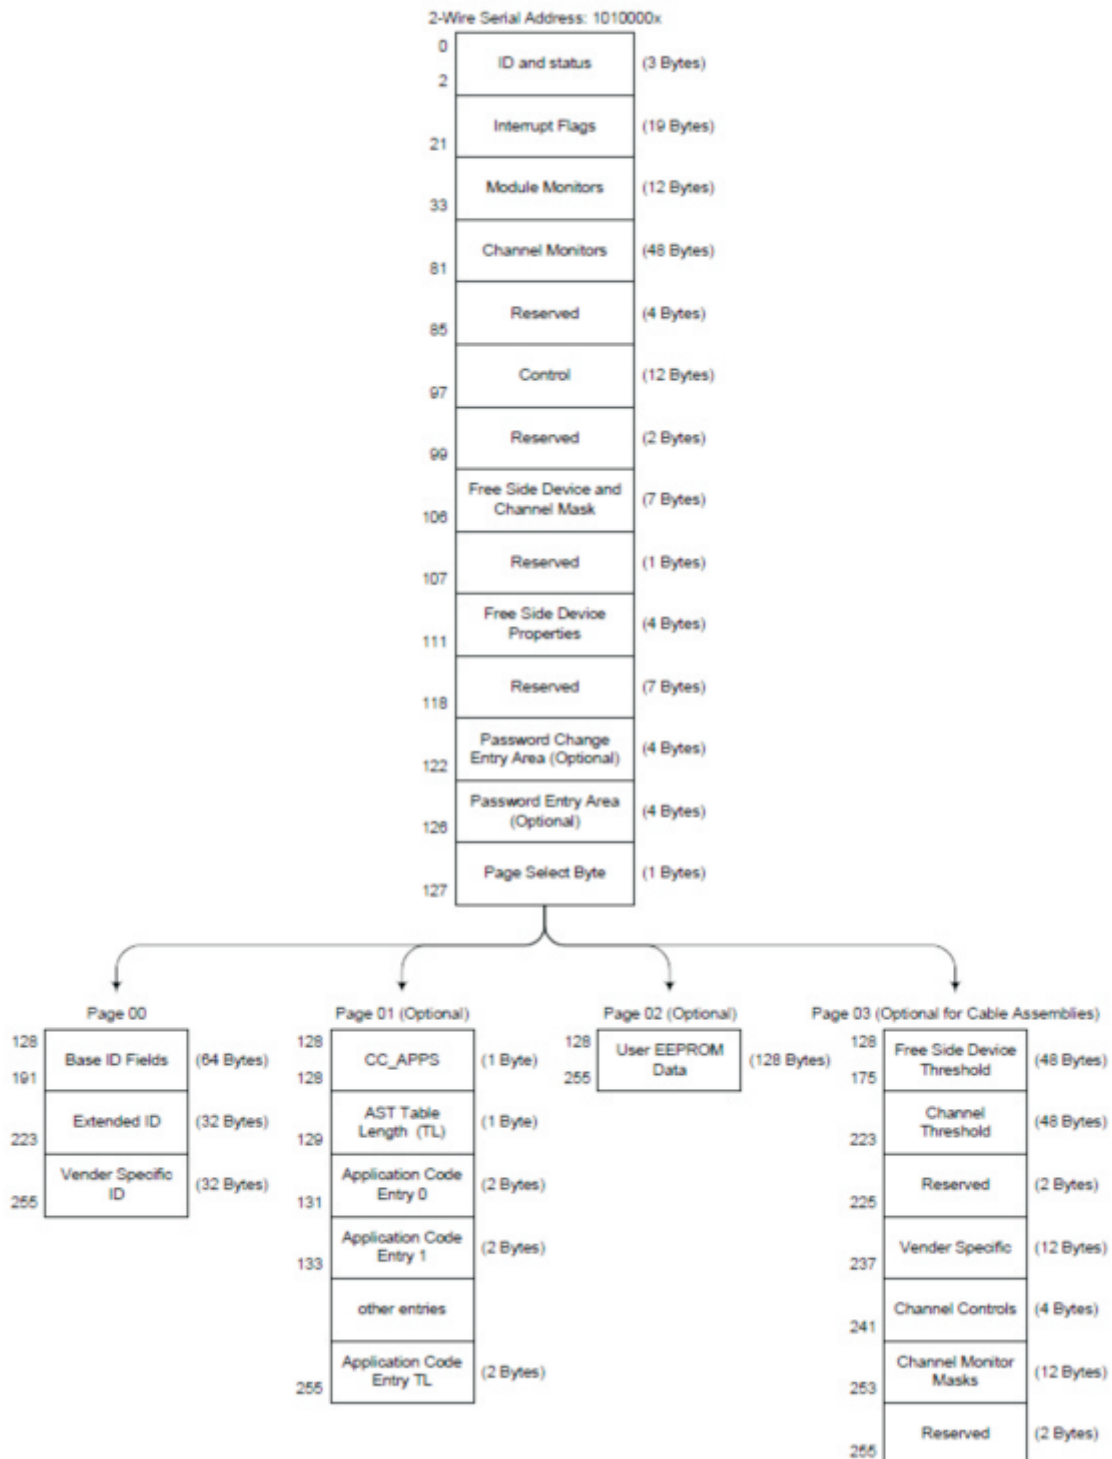 2-Wire Serial Address: 1010000x
0
ID and status (3 Bytes)
2
Interrupt Flags (19 Bytes)
21
Module Monitors (12 Bytes)
33
Channel Monitors (48 Bytes)
81
Reserved (4 Bytes)
85
Control (12 Bytes)
97
Reserved (2 Bytes)
99
Free Side Device and
Channel Mask (7 Bytes)
106
Reserved (1 Bytes)
107
Free Side Device
Properties (4 Bytes)
111
Reserved (7 Bytes)
118
Password Change
Entry Area (Optional) (4 Bytes)
122
Password Entry Area
(Optional) (4 Bytes)
126
Page Select Byte (1 Bytes)
127
Page 00
128
Base ID Fields (64 Bytes)
191
Extended ID (32 Bytes)
223
Vender Specific
ID (32 Bytes)
255
Page 01 (Optional)
128
CC_APPS (1 Byte)
128
AST Table
Length (TL) (1 Byte)
129
Application Code
Entry 0 (2 Bytes)
131
Application Code
Entry 1 (2 Bytes)
133
other entries
Application Code
Entry TL (2 Bytes)
255
Page 02 (Optional)
128
User EEPROM
Data (128 Bytes)
255
Page 03 (Optional for Cable Assemblies)
128
Free Side Device
Threshold (48 Bytes)
175
Channel
Threshold (48 Bytes)
223
Reserved (2 Bytes)
225
Vender Specific (12 Bytes)
237
Channel Controls (4 Bytes)
241
Channel Monitor
Masks (12 Bytes)
253
Reserved (2 Bytes)
255